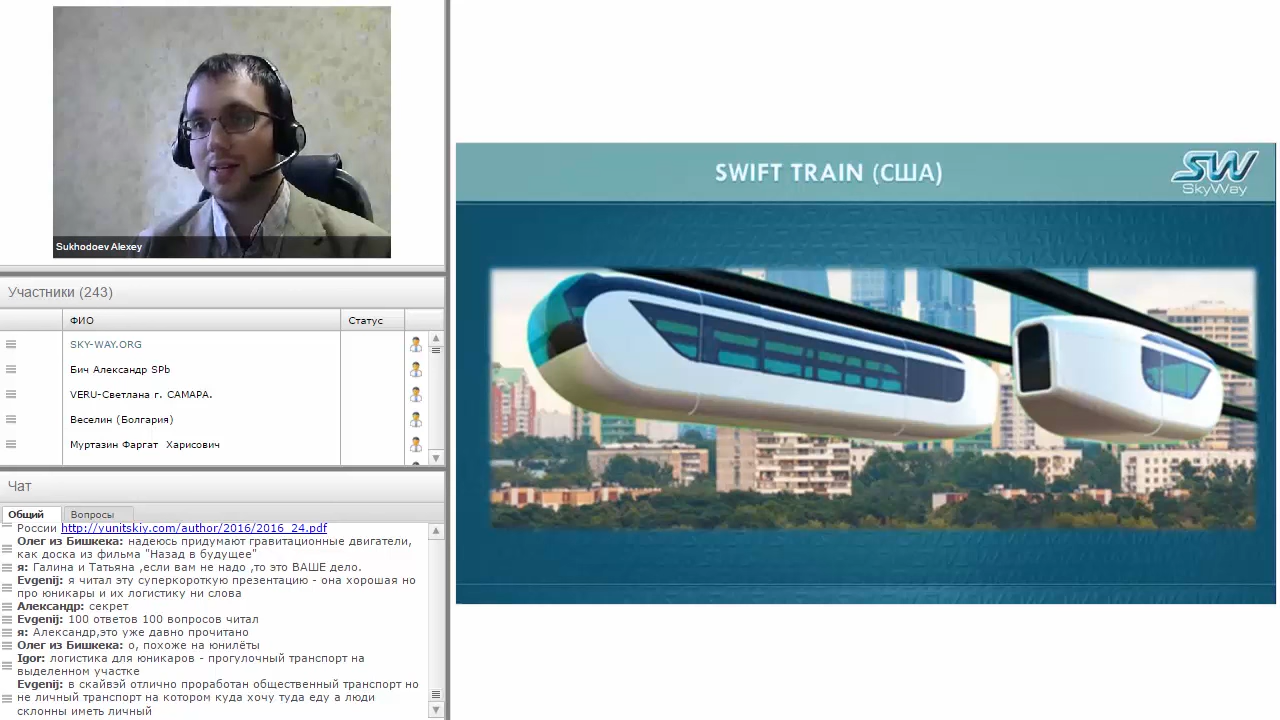 Sukhodoev Alexey
Участники (243)
ФИО
Статус
SKY-WAY.ORG
Бич Александр SPb
VERU-Светлана г. САМАРА.
Веселин (Болгария)
Муртазин Фаргат Харисович
Чат
Общий
Вопросы
России http://yunitskiy.com/author/2016/2016_24.pdf
Олег из Бишкека: надеюсь придумают гравитационные двигатели,
как доска из фильма "Назад в будущее"
я: Галина и Татьяна ,если вам не надо ,то это ВАШЕ дело.
Evgenij: я читал эту суперкороткую презентацию - она хорошая но
про юникары и их логистику ни слова
Александр: секрет
Evgenij: 100 ответов 100 вопросов читал
я: Александр,это уже давно прочитано
Олег из Бишкека: о, похоже на юнилёты
Igor: логистика для юникаров - прогулочный транспорт на
выделенном участке
Evgenij: в скайвэй отлично проработан общественный транспорт но
не личный транспорт на котором куда хочу туда еду а люди
склонны иметь личный
SWIFT TRAIN (США)
SW
SkyWay